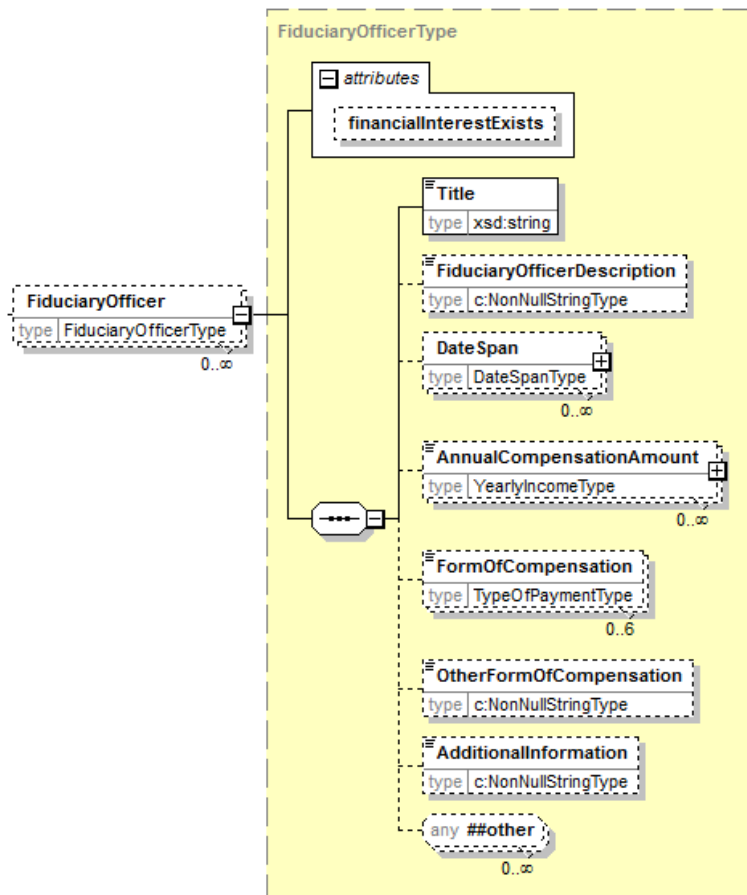 FiduciaryOfficerType
attributes
financialInterestExists
Title
type xsd:string
FiduciaryOfficerDescription
type c:NonNullStringType
FiduciaryOfficer
type FiduciaryOfficerType
0..∞
DateSpan
type DateSpanType
0..∞
AnnualCompensationAmount
type YearlyIncomeType
0..∞
FormOfCompensation
type TypeOfPaymentType
0..6
OtherFormOfCompensation
type c:NonNullStringType
AdditionalInformation
type c:NonNullStringType
any ##other
0..∞